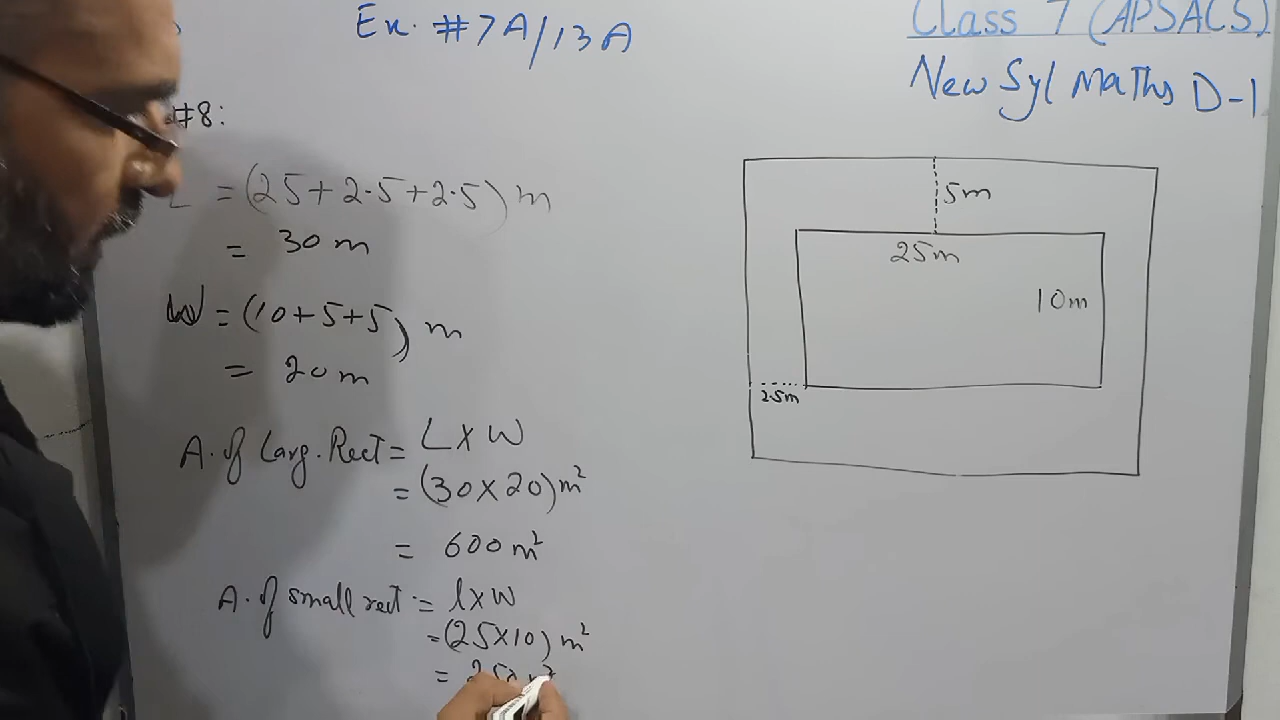 Ex. #7A/13A
Class 7 (APSACS)
New Syl Maths D-1
#8:
L = (25+2.5+2.5) m
= 30 m
W = (10+5+5) m
= 20 m
A. of Larg. Rect = L x W
= (30 x 20) m²
= 600 m²
A. of small rect. = l x W
= (25 x 10) m²
= 250 m²
5m
25m
10m
2.5m